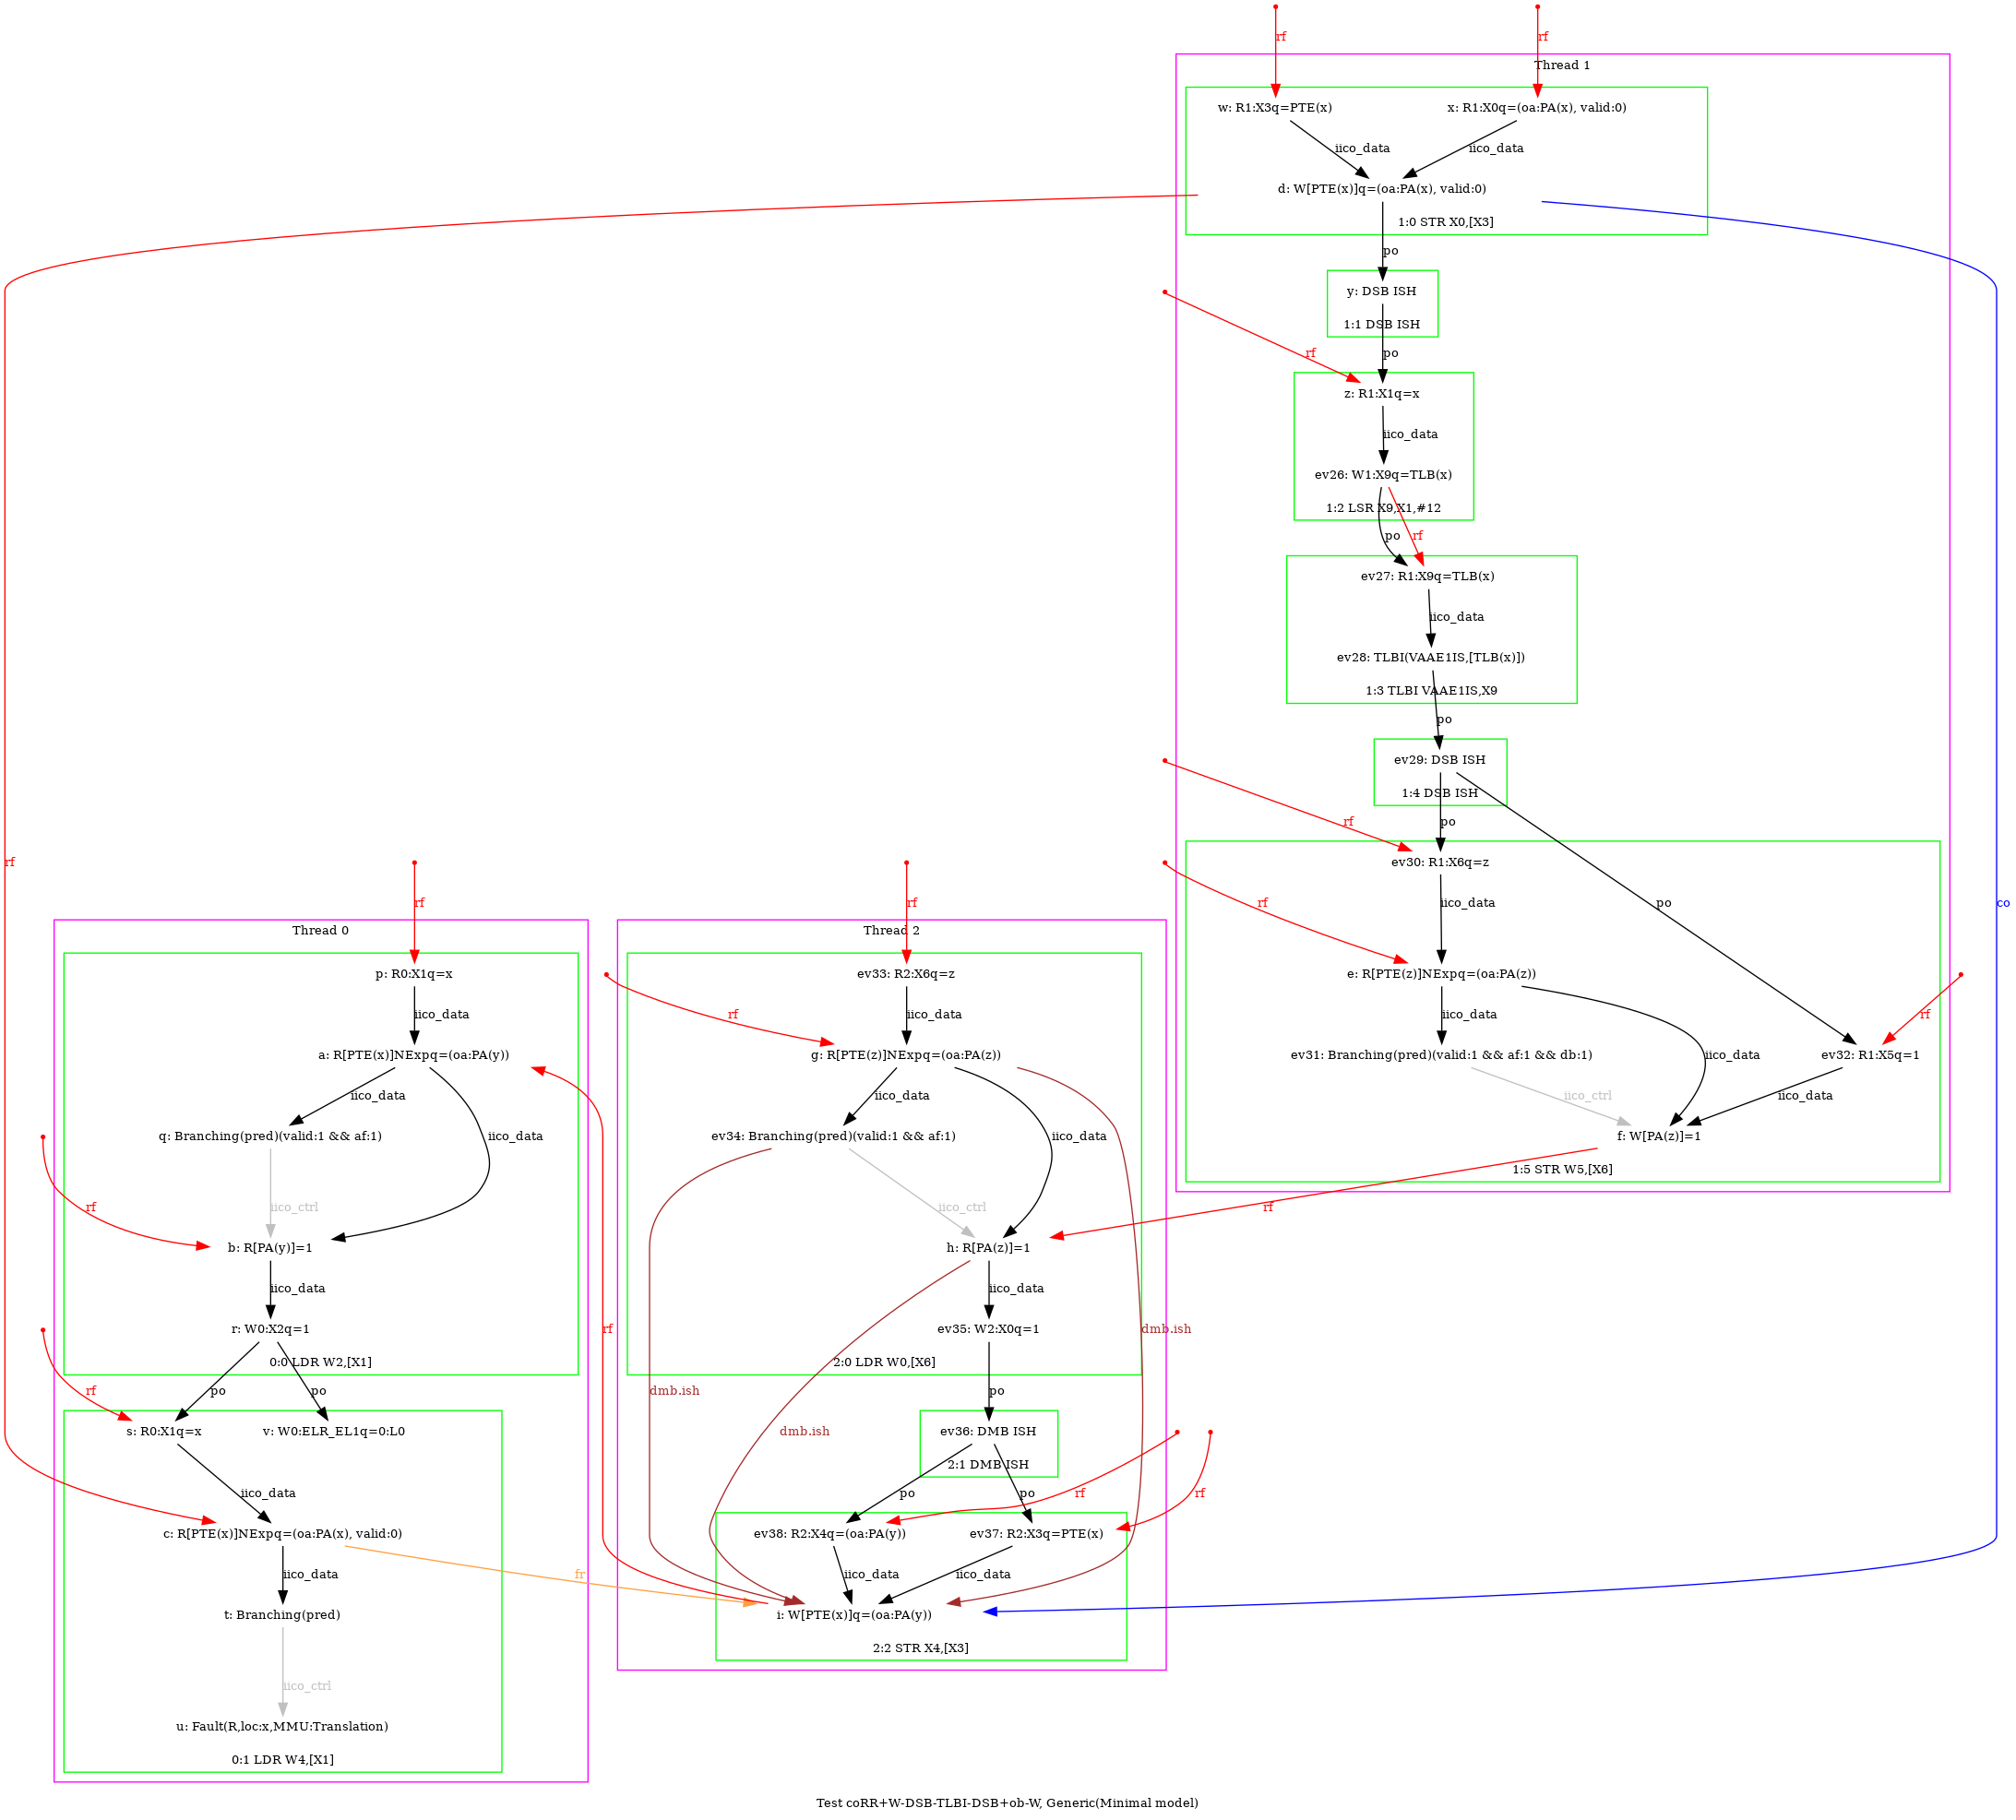 rf
rf
Thread 1
w: R1:X3q=PTE(x)
x: R1:X0q=(oa:PA(x), valid:0)
iico_data
iico_data
d: W[PTE(x)]q=(oa:PA(x), valid:0)
1:0 STR X0,[X3]
po
y: DSB ISH
1:1 DSB ISH
rf
po
z: R1:X1q=x
iico_data
ev26: W1:X9q=TLB(x)
1:2 LSR X9,X1,#12
po
rf
ev27: R1:X9q=TLB(x)
iico_data
ev28: TLBI(VAAE1IS,[TLB(x)])
1:3 TLBI VAAE1IS,X9
po
ev29: DSB ISH
1:4 DSB ISH
rf
po
rf
ev30: R1:X6q=z
rf
rf
rf
iico_data
po
co
Thread 0
Thread 2
p: R0:X1q=x
ev33: R2:X6q=z
e: R[PTE(z)]NExpq=(oa:PA(z))
iico_data
rf
iico_data
iico_data
rf
a: R[PTE(x)]NExpq=(oa:PA(y))
g: R[PTE(z)]NExpq=(oa:PA(z))
ev31: Branching(pred)(valid:1 && af:1 && db:1)
iico_data
ev32: R1:X5q=1
iico_data
iico_data
iico_ctrl
iico_data
q: Branching(pred)(valid:1 && af:1)
iico_data
ev34: Branching(pred)(valid:1 && af:1)
iico_data
f: W[PA(z)]=1
1:5 STR W5,[X6]
rf
iico_ctrl
iico_ctrl
rf
b: R[PA(y)]=1
h: R[PA(z)]=1
iico_data
iico_data
r: W0:X2q=1
rf
ev35: W2:X0q=1
dmb.ish
0:0 LDR W2,[X1]
2:0 LDR W0,[X6]
rf
po
po
dmb.ish
po
s: R0:X1q=x
v: W0:ELR_EL1q=0:L0
dmb.ish
ev36: DMB ISH
2:1 DMB ISH
iico_data
po
po
rf
rf
c: R[PTE(x)]NExpq=(oa:PA(x), valid:0)
ev38: R2:X4q=(oa:PA(y))
ev37: R2:X3q=PTE(x)
iico_data
fr
iico_data
iico_data
t: Branching(pred)
i: W[PTE(x)]q=(oa:PA(y))
2:2 STR X4,[X3]
iico_ctrl
u: Fault(R,loc:x,MMU:Translation)
0:1 LDR W4,[X1]
Test coRR+W-DSB-TLBI-DSB+ob-W, Generic(Minimal model)